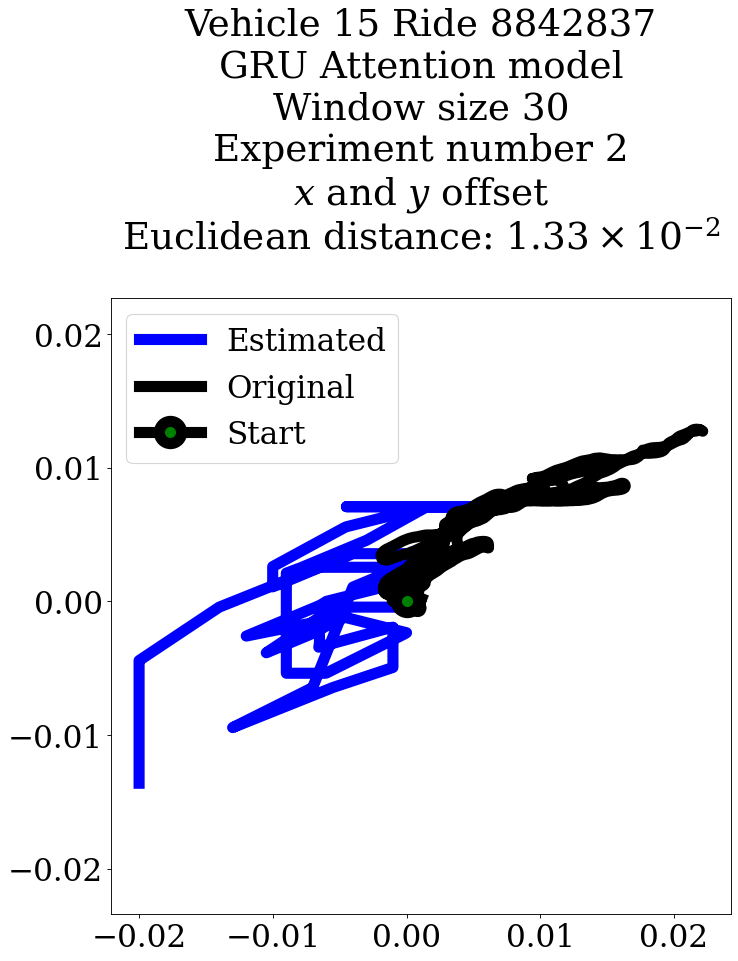 Vehicle 15 Ride 8842837
GRU Attention model
Window size 30
Experiment number 2
x and y offset
Euclidean distance: 1.33 × 10⁻²
Estimated
Original
Start
0.02
0.01
0.00
−0.01
−0.02
−0.02 −0.01 0.00 0.01 0.02